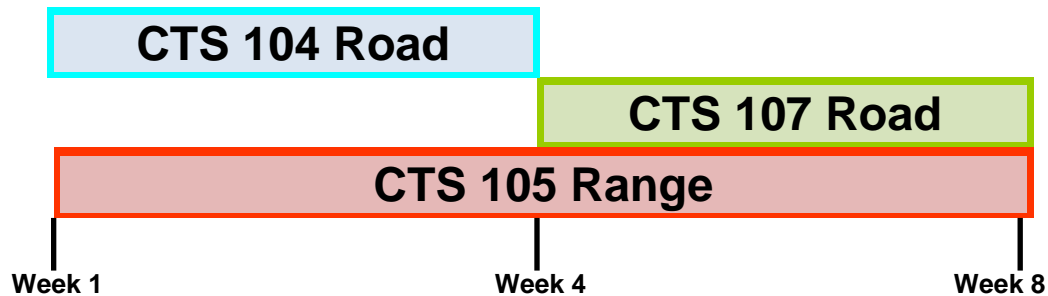 CTS 104 Road
CTS 107 Road
CTS 105 Range
Week 1 Week 4 Week 8